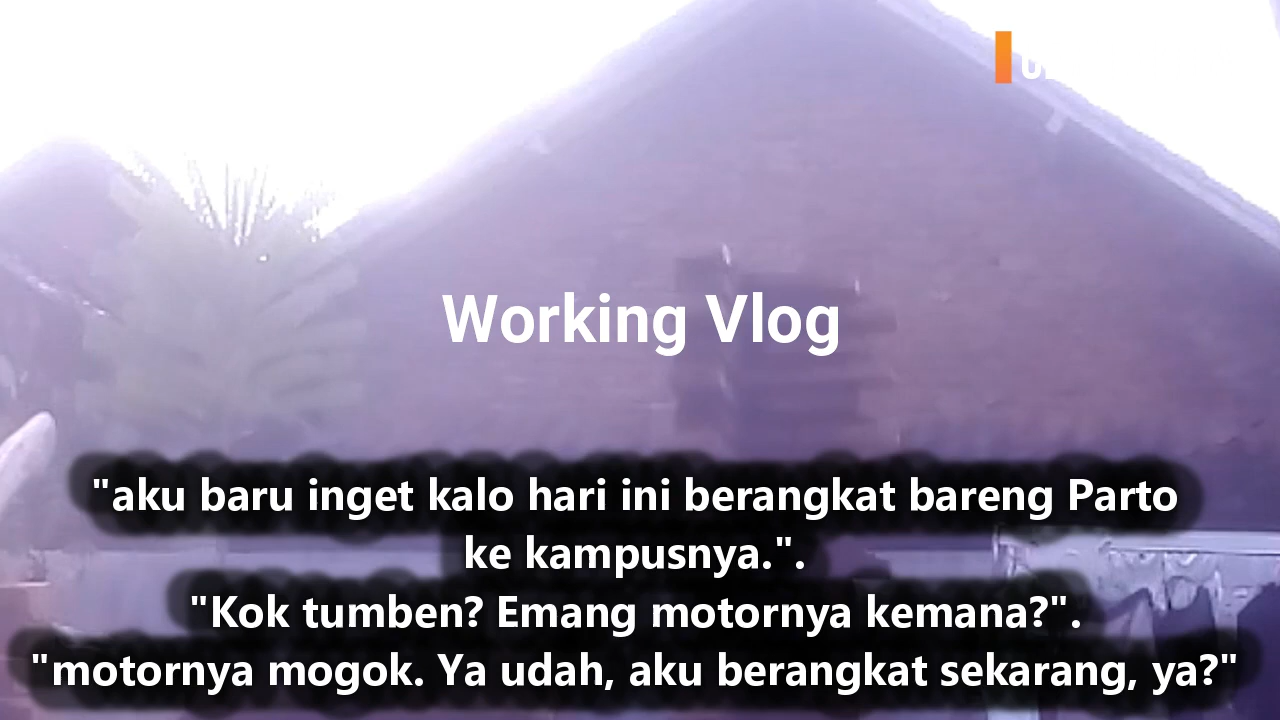 Working Vlog
"aku baru inget kalo hari ini berangkat bareng Parto
ke kampusnya.".
"Kok tumben? Emang motornya kemana?".
"motornya mogok. Ya udah, aku berangkat sekarang, ya?"